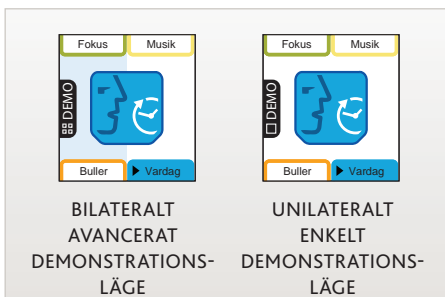 Fokus Musik
DEMO
Buller Vardag
BILATERALT
AVANCERAT
DEMONSTRATIONS-
LÄGE
Fokus Musik
DEMO
Buller Vardag
UNILATERALT
ENKELT
DEMONSTRATIONS-
LÄGE